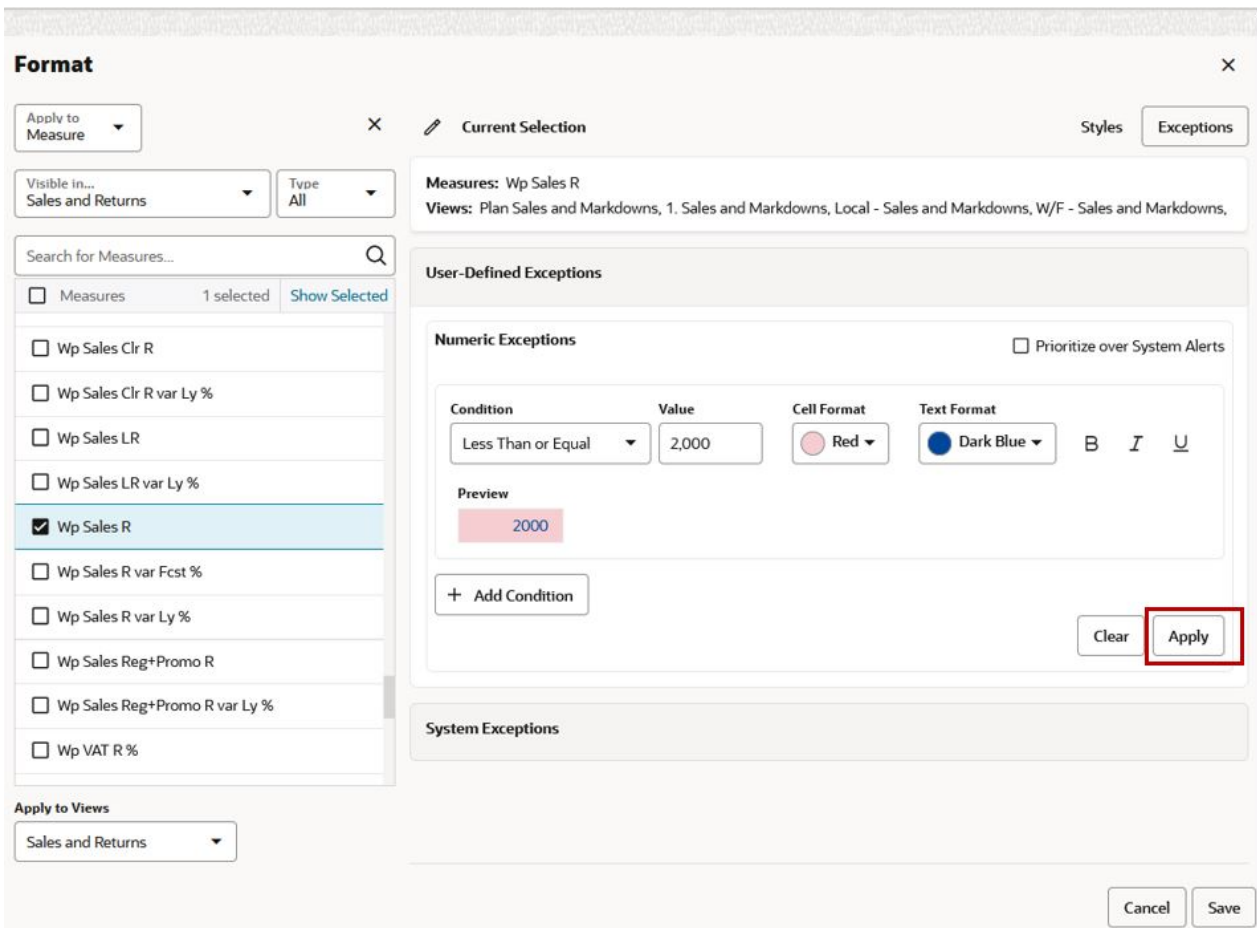 Format
Apply to
Measure
Current Selection
Styles
Exceptions
Visible in...
Sales and Returns
Type
All
Measures: Wp Sales R
Views: Plan Sales and Markdowns, 1. Sales and Markdowns, Local - Sales and Markdowns, W/F - Sales and Markdowns,
Search for Measures...
Measures 1 selected Show Selected
Wp Sales Clr R
Wp Sales Clr R var Ly %
Wp Sales LR
Wp Sales LR var Ly %
Wp Sales R
Wp Sales R var Fcst %
Wp Sales R var Ly %
Wp Sales Reg+Promo R
Wp Sales Reg+Promo R var Ly %
Wp VAT R %
Apply to Views
Sales and Returns
User-Defined Exceptions
Numeric Exceptions
Prioritize over System Alerts
Condition Value Cell Format Text Format
Less Than or Equal 2,000 Red Dark Blue B I U
Preview
2000
+ Add Condition
Clear Apply
System Exceptions
Cancel Save